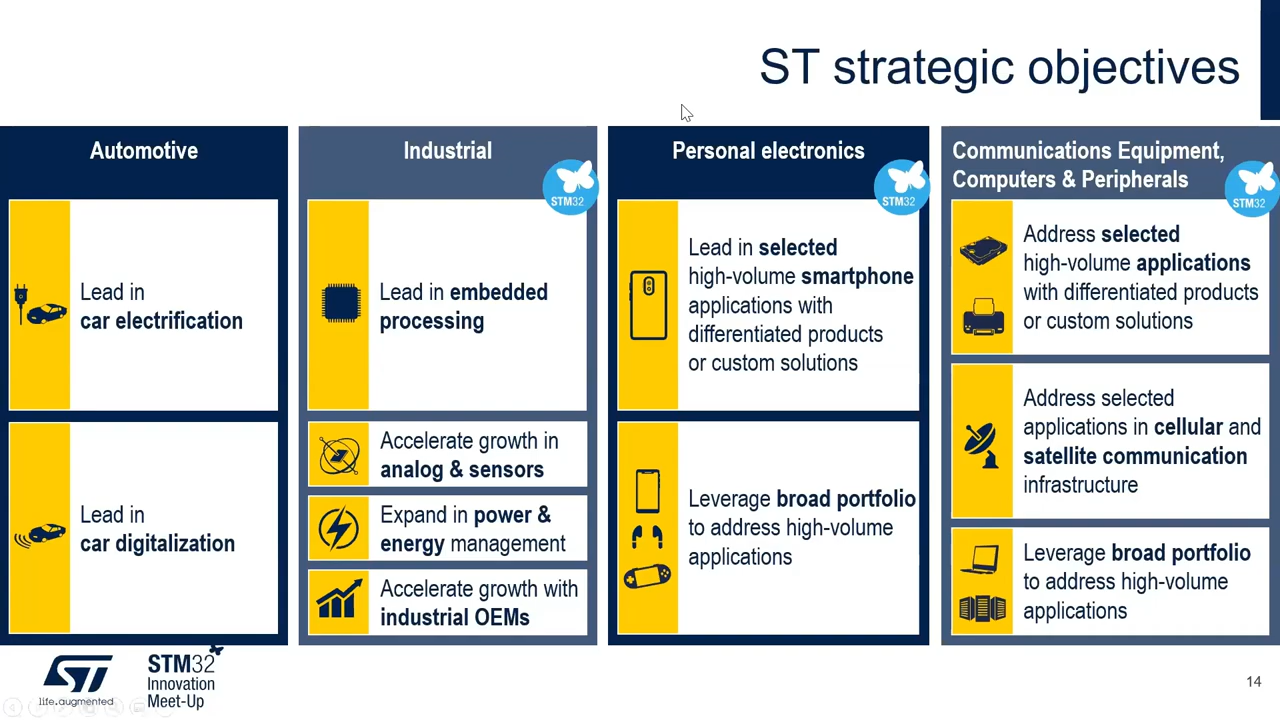 ST strategic objectives
Automotive
Lead in
car electrification
Lead in
car digitalization
Industrial
STM32
Lead in embedded
processing
Accelerate growth in
analog & sensors
Expand in power &
energy management
Accelerate growth with
industrial OEMs
Personal electronics
STM32
Lead in selected
high-volume smartphone
applications with
differentiated products
or custom solutions
Leverage broad portfolio
to address high-volume
applications
Communications Equipment,
Computers & Peripherals
STM32
Address selected
high-volume applications
with differentiated products
or custom solutions
Address selected
applications in cellular and
satellite communication
infrastructure
Leverage broad portfolio
to address high-volume
applications
ST
life.augmented
STM32
Innovation
Meet-Up
14